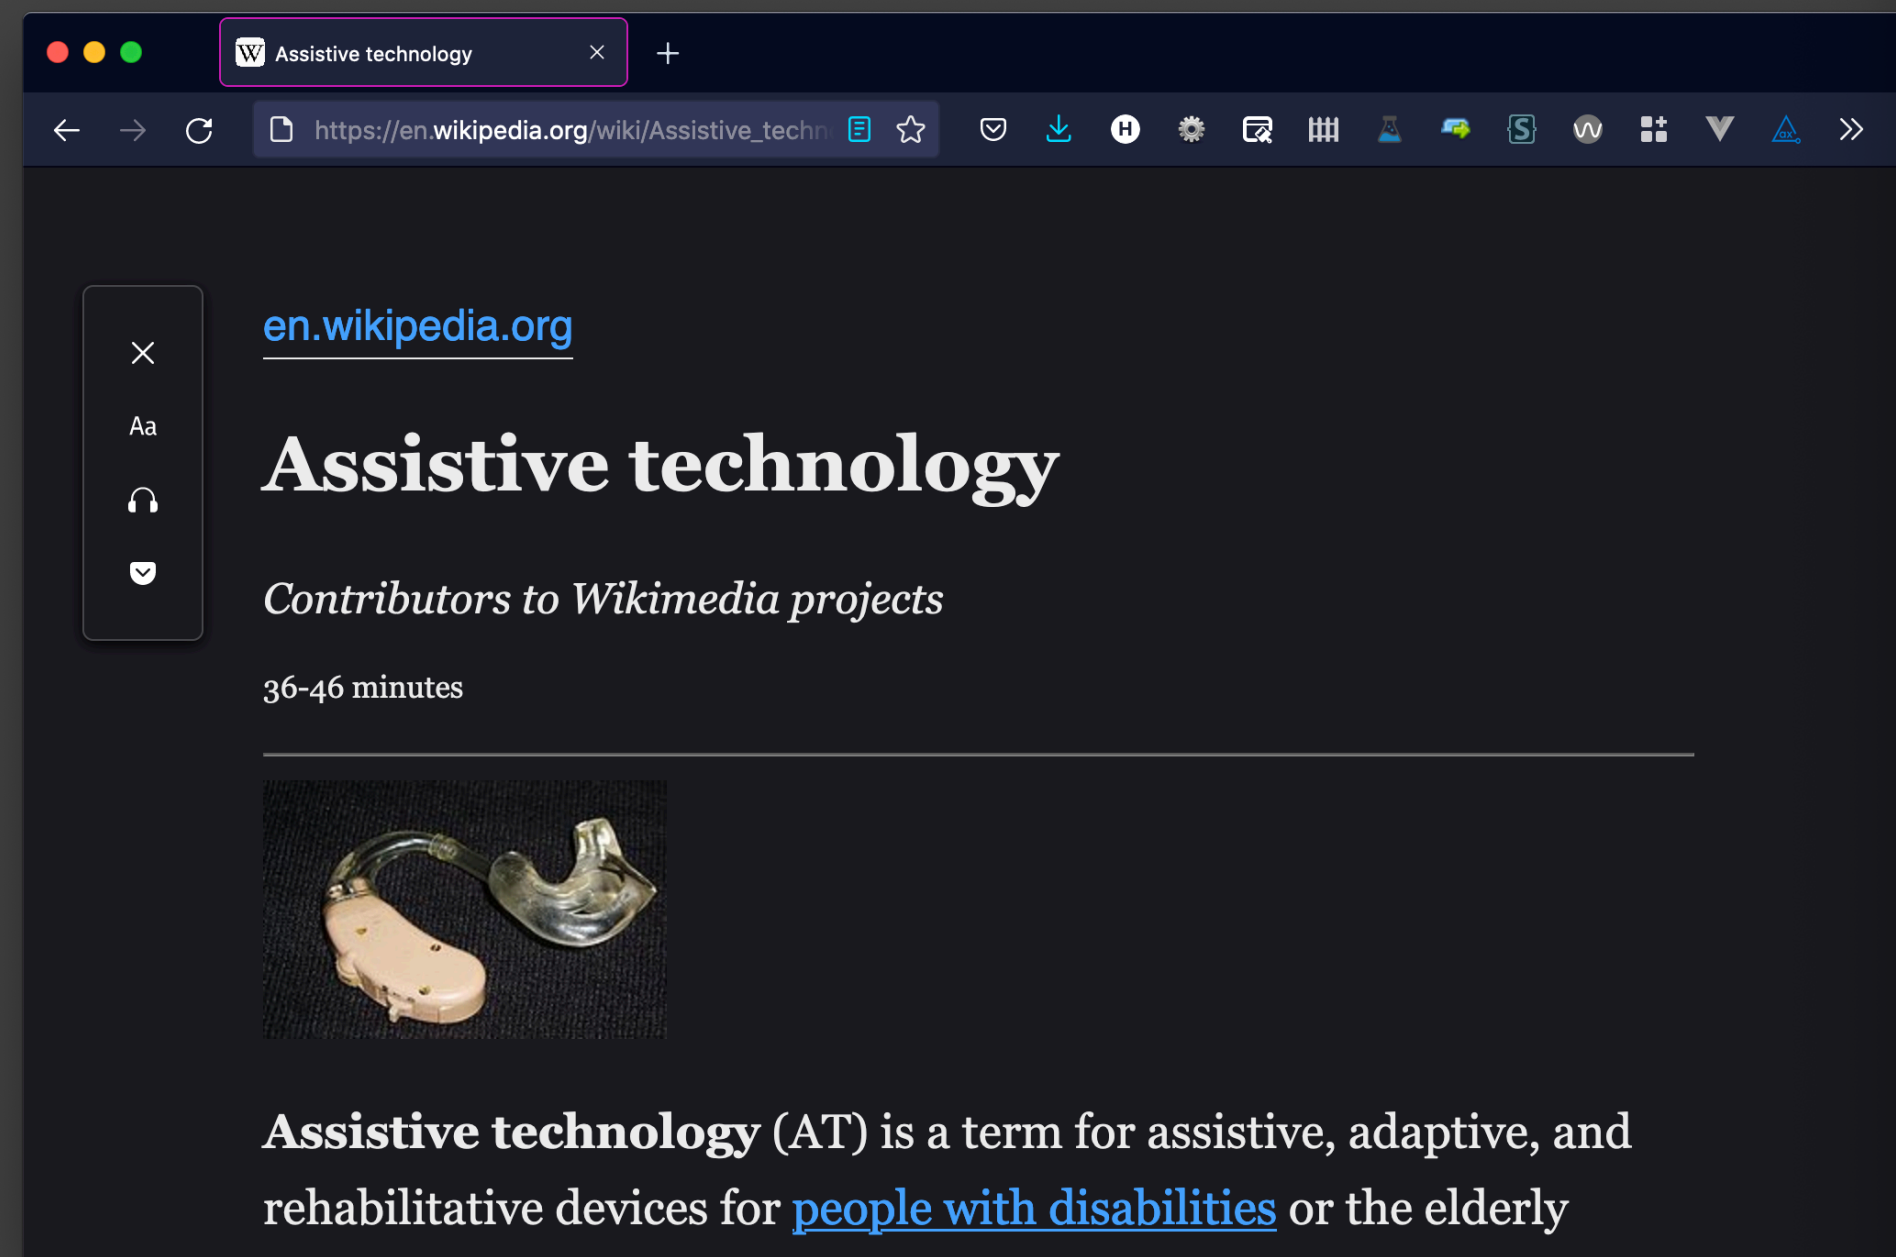 Assistive technology
https://en.wikipedia.org/wiki/Assistive_techn
en.wikipedia.org
Aa
Assistive technology
Contributors to Wikimedia projects
36-46 minutes
Assistive technology (AT) is a term for assistive, adaptive, and
rehabilitative devices for people with disabilities or the elderly